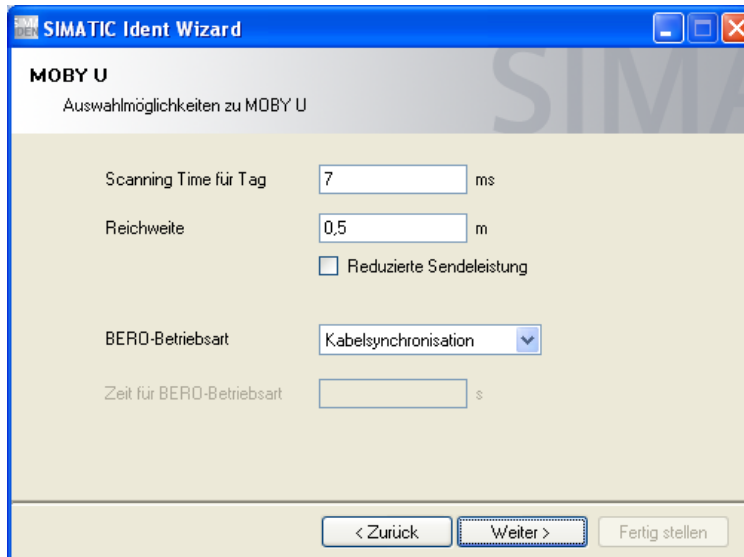 SIMATIC Ident Wizard
MOBY U
Auswahlmöglichkeiten zu MOBY U
Scanning Time für Tag 7 ms
Reichweite 0,5 m
Reduzierte Sendeleistung
BERO-Betriebsart Kabelsynchronisation
Zeit für BERO-Betriebsart s
< Zurück Weiter > Fertig stellen